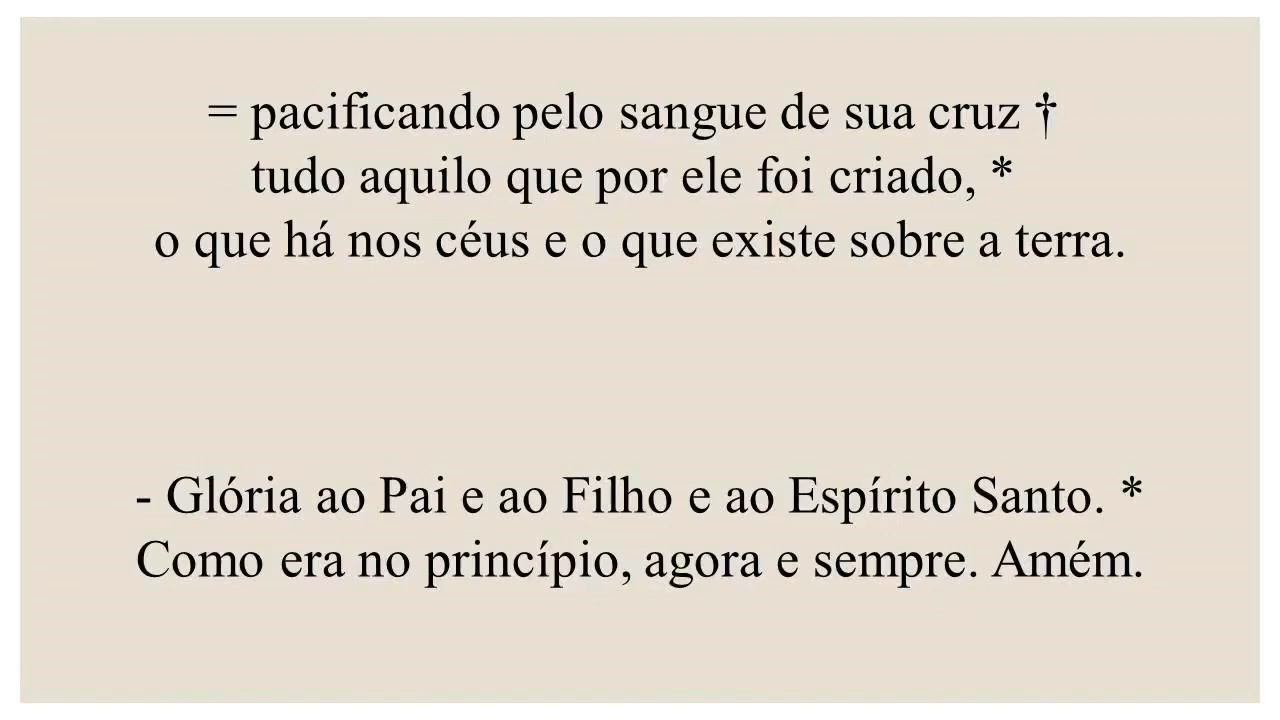 = pacificando pelo sangue de sua cruz †
tudo aquilo que por ele foi criado, *
o que há nos céus e o que existe sobre a terra.
- Glória ao Pai e ao Filho e ao Espírito Santo. *
Como era no princípio, agora e sempre. Amém.